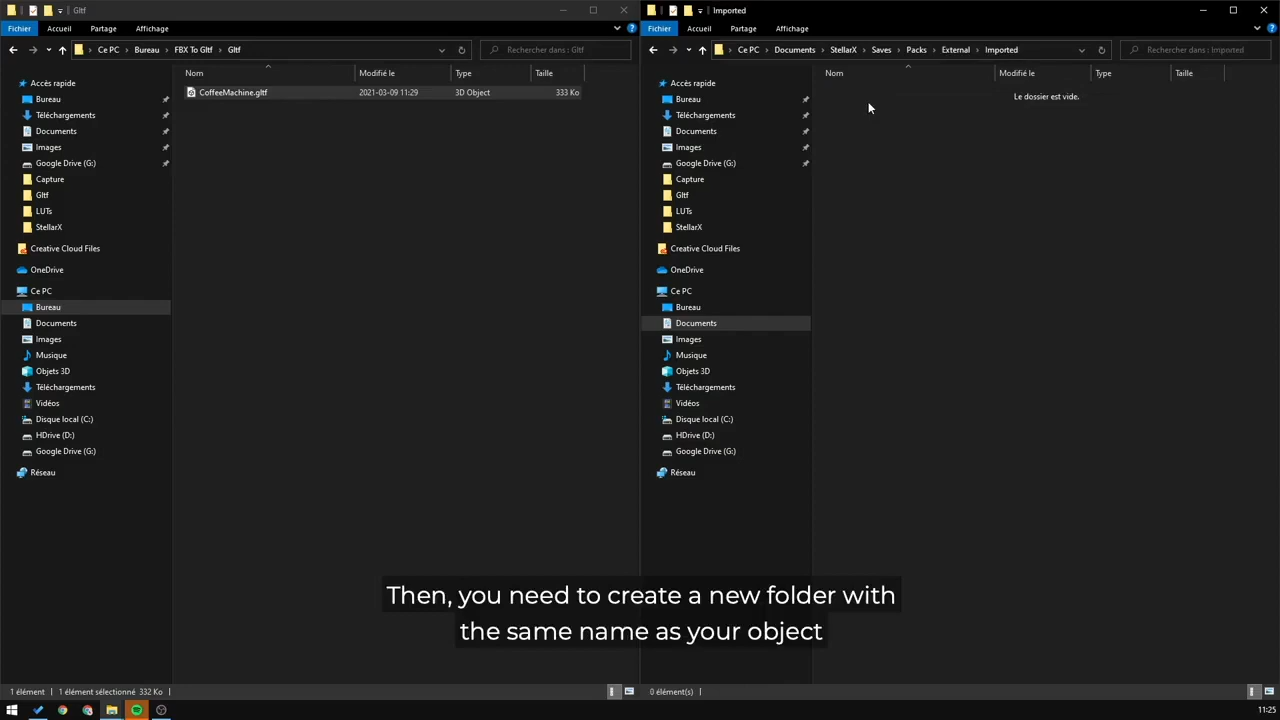 Gltf
Fichier Accueil Partage Affichage
Ce PC > Bureau > FBX To Gltf > Gltf
Rechercher dans : Gltf
Nom Modifié le Type Taille
CoffeeMachine.gltf 2021-03-09 11:29 3D Object 333 Ko
Accès rapide
Bureau
Téléchargements
Documents
Images
Google Drive (G:)
Capture
Gltf
LUTs
StellarX
Creative Cloud Files
OneDrive
Ce PC
Bureau
Documents
Images
Musique
Objets 3D
Téléchargements
Vidéos
Disque local (C:)
HDrive (D:)
Google Drive (G:)
Réseau
1 élément 1 élément sélectionné 332 Ko
Imported
Fichier Accueil Partage Affichage
Ce PC > Documents > StellarX > Saves > Packs > External > Imported
Rechercher dans : Imported
Nom Modifié le Type Taille
Le dossier est vide.
Accès rapide
Bureau
Téléchargements
Documents
Images
Google Drive (G:)
Capture
Gltf
LUTs
StellarX
Creative Cloud Files
OneDrive
Ce PC
Bureau
Documents
Images
Musique
Objets 3D
Téléchargements
Vidéos
Disque local (C:)
HDrive (D:)
Google Drive (G:)
Réseau
0 élément(s)
Then, you need to create a new folder with
the same name as your object
11:25